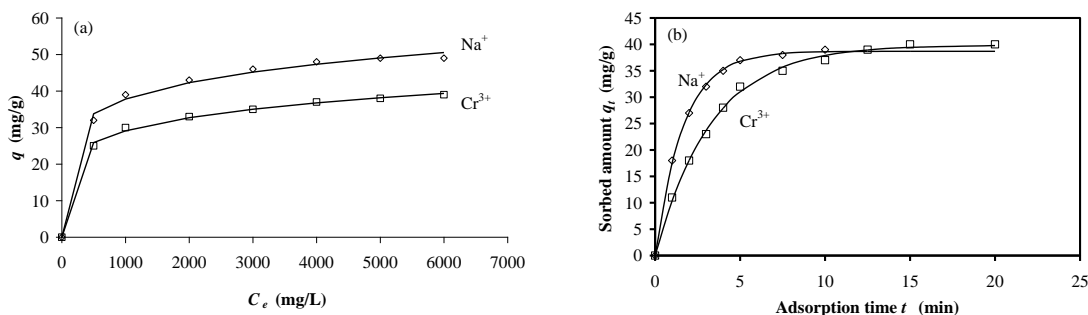 (a)
60
50
40
30
20
10
0
q (mg/g)
Na⁺
Cr³⁺
0 1000 2000 3000 4000 5000 6000 7000
C_e (mg/L)
(b)
45
40
35
30
25
20
15
10
5
0
Sorbed amount q_t (mg/g)
Na⁺
Cr³⁺
0 5 10 15 20 25
Adsorption time t (min)